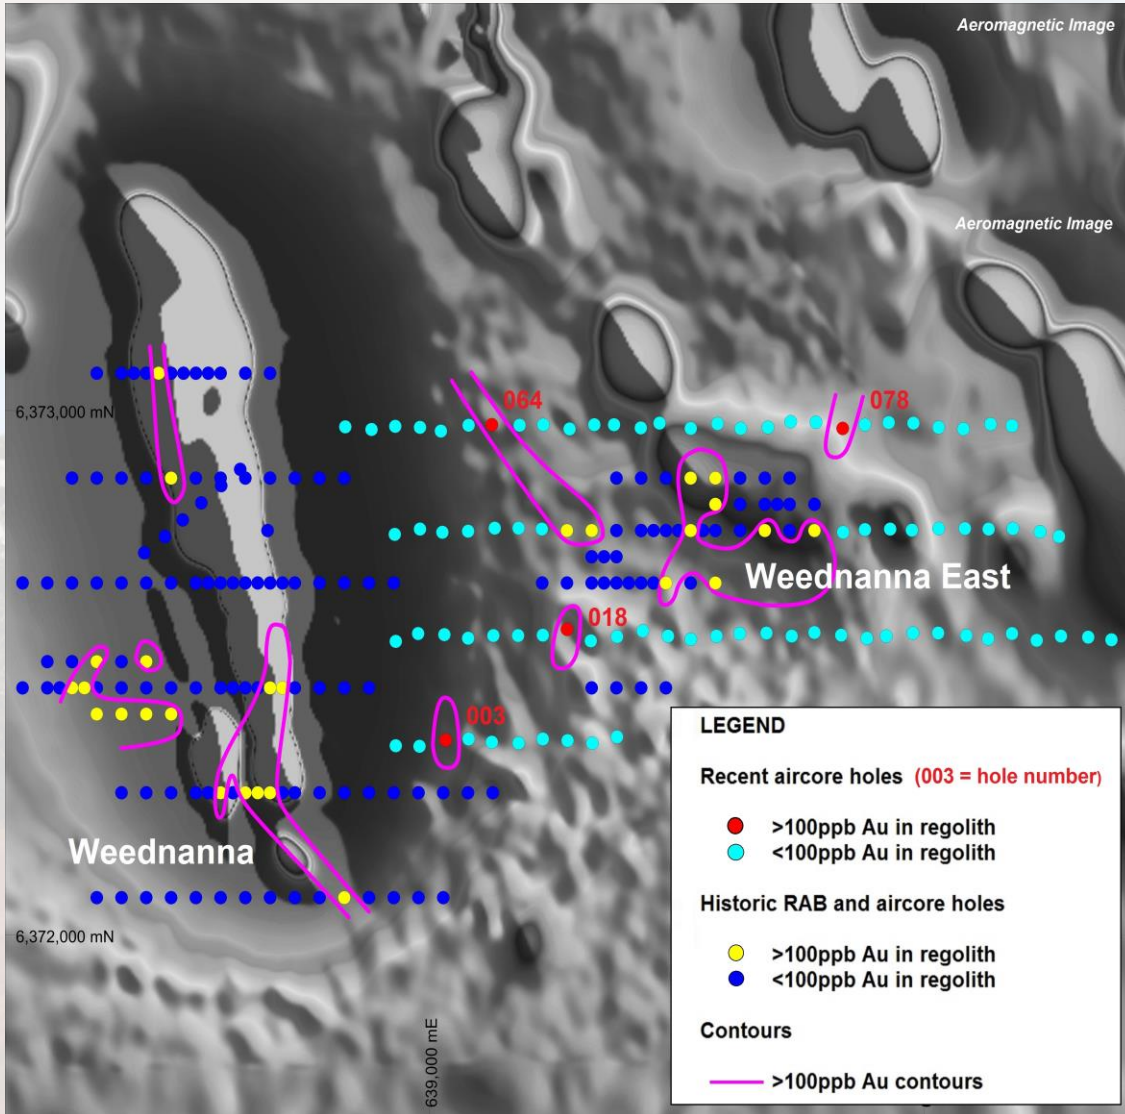 Aeromagnetic Image
Aeromagnetic Image
064
078
6,373,000 mN
Weednanna East
018
003
LEGEND
Recent aircore holes (003 = hole number)
>100ppb Au in regolith
<100ppb Au in regolith
Weednanna
Historic RAB and aircore holes
6,372,000 mN
>100ppb Au in regolith
<100ppb Au in regolith
Contours
639,000 mE
>100ppb Au contours